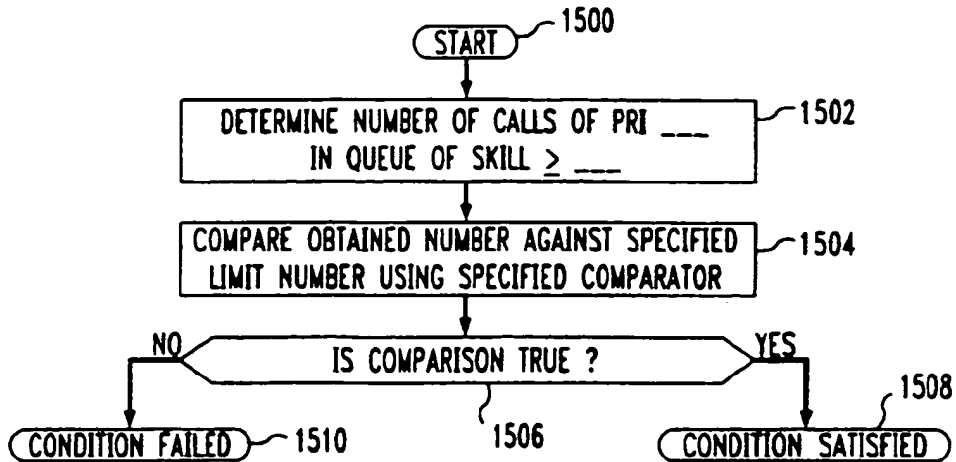 START
1500
DETERMINE NUMBER OF CALLS OF PRI ___
IN QUEUE OF SKILL ≥ ___
1502
COMPARE OBTAINED NUMBER AGAINST SPECIFIED
LIMIT NUMBER USING SPECIFIED COMPARATOR
1504
NO
IS COMPARISON TRUE ?
YES
1506
CONDITION FAILED
1510
CONDITION SATISFIED
1508